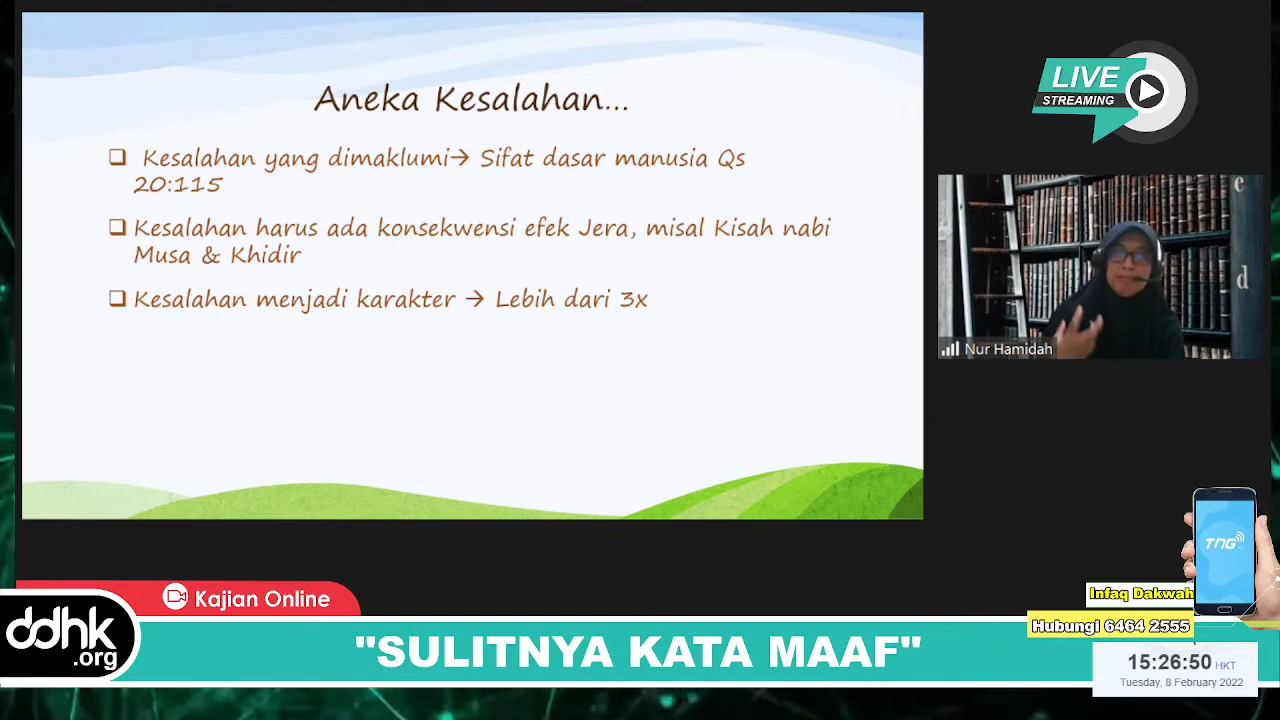 Aneka Kesalahan...
❑ Kesalahan yang dimaklumi→ Sifat dasar manusia Qs
20:115
❑ Kesalahan harus ada konsekwensi efek Jera, misal Kisah nabi
Musa & Khidir
❑ Kesalahan menjadi karakter → Lebih dari 3x
LIVE
STREAMING
e
d
Nur Hamidah
TNG
Kajian Online
ddhk
.org
"SULITNYA KATA MAAF"
Infaq Dakwah
Hubungi 6464 2555
15:26:50 HKT
Tuesday, 8 February 2022